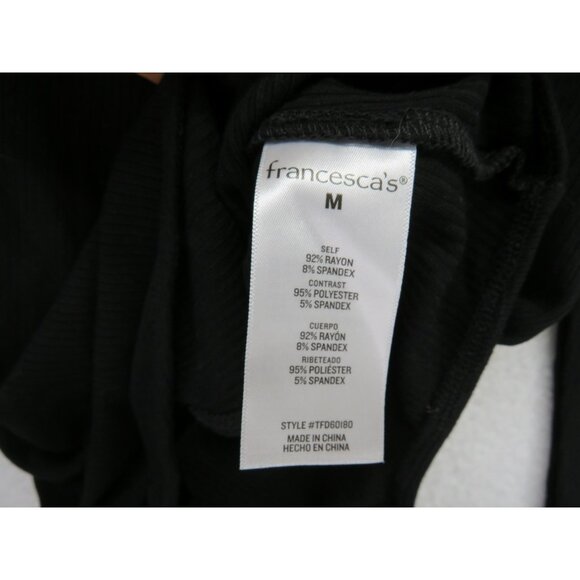 francesca's®
M
SELF
92% RAYON
8% SPANDEX
CONTRAST
95% POLYESTER
5% SPANDEX
CUERPO
92% RAYÓN
8% SPANDEX
RIBETEADO
95% POLIÉSTER
5% SPANDEX
STYLE #TFD60180
MADE IN CHINA
HECHO EN CHINA